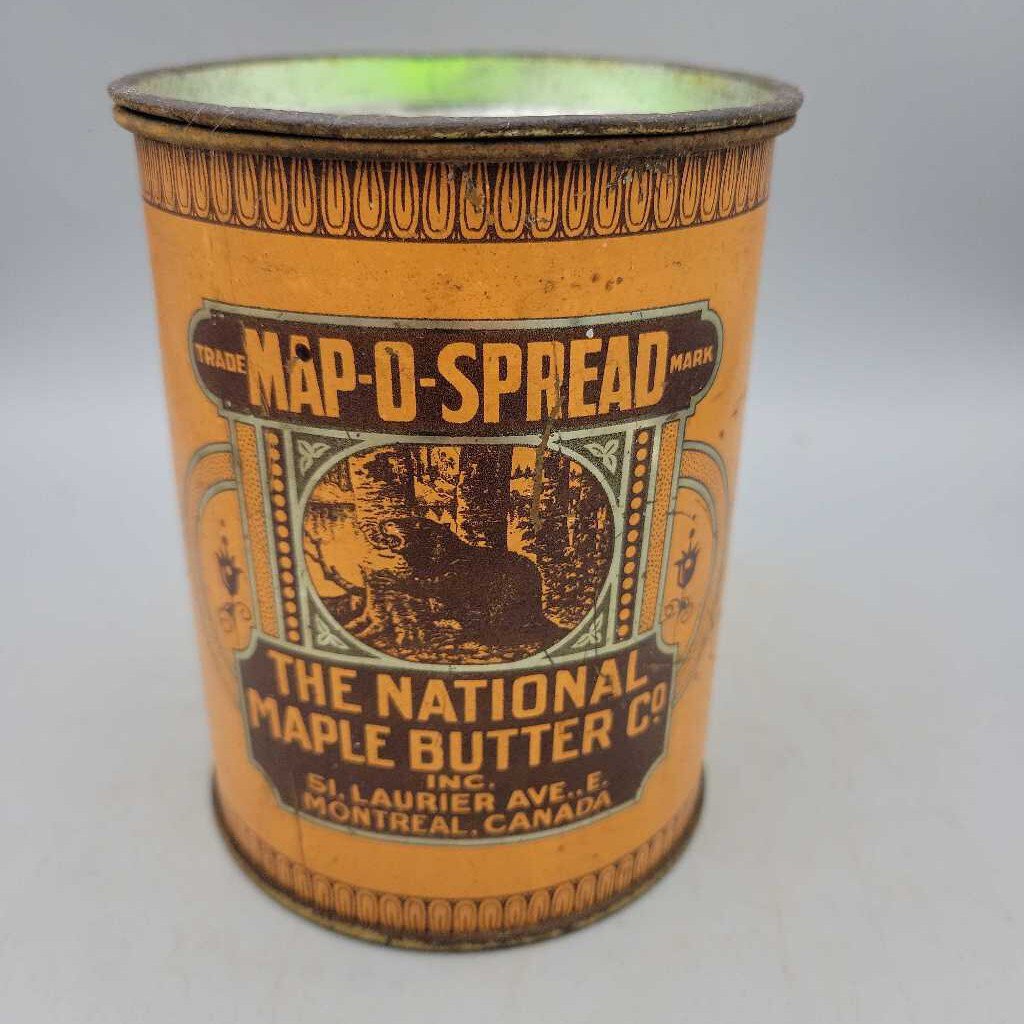 TRADE MAP-O-SPREAD MARK
THE NATIONAL
MAPLE BUTTER Co
INC.
51, LAURIER AVE., E.
MONTREAL, CANADA